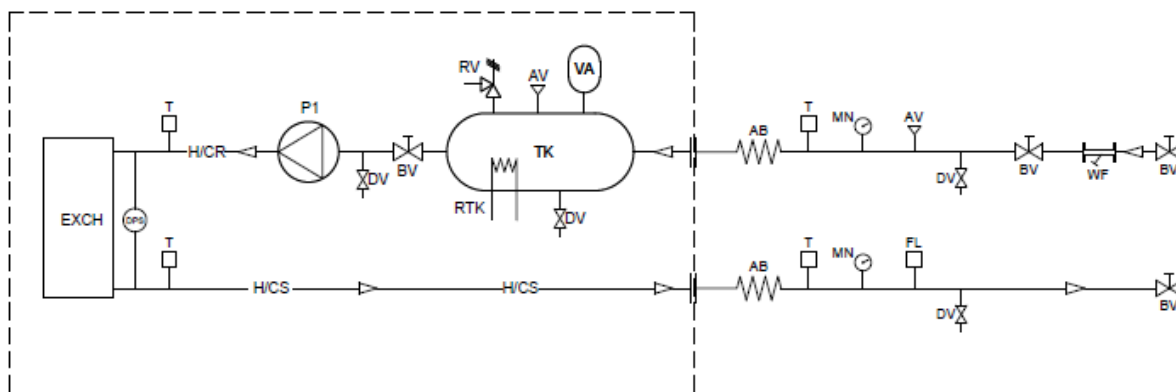 RV
AV
VA
P1
T
T
MN
AV
AB
H/CR
TK
DV
BV
DV
BV
WF
BV
RTK
DV
EXCH
DPS
T
T
MN
FL
AB
H/CS
H/CS
DV
BV